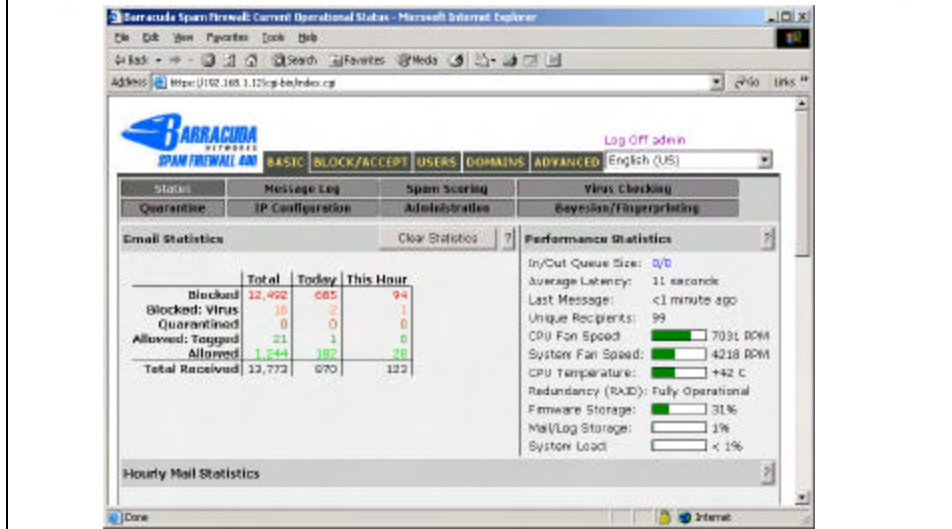 Barracuda Spam Firewall: Current Operational Status - Microsoft Internet Explorer
File Edit View Favorites Tools Help
Back Search Favorites Media
Address https://192.168.1.12/cgi-bin/index.cgi Go Links »
BARRACUDA
NETWORKS
SPAM FIREWALL 400
Log Off admin
BASIC BLOCK/ACCEPT USERS DOMAINS ADVANCED English (US)
Status Message Log Spam Scoring Virus Checking
Quarantine IP Configuration Administration Bayesian/Fingerprinting
Email Statistics Clear Statistics ?
Total Today This Hour
Blocked 12,492 685 94
Blocked: Virus 16 2 1
Quarantined 0 0 0
Allowed: Tagged 21 1 0
Allowed 1,244 182 28
Total Received 13,773 870 123
Performance Statistics ?
In/Out Queue Size: 0/0
Average Latency: 11 seconds
Last Message: <1 minute ago
Unique Recipients: 99
CPU Fan Speed: 7031 RPM
System Fan Speed: 4218 RPM
CPU Temperature: +42 C
Redundancy (RAID): Fully Operational
Firmware Storage: 31%
Mail/Log Storage: 1%
System Load: < 1%
Hourly Mail Statistics ?
Done Internet